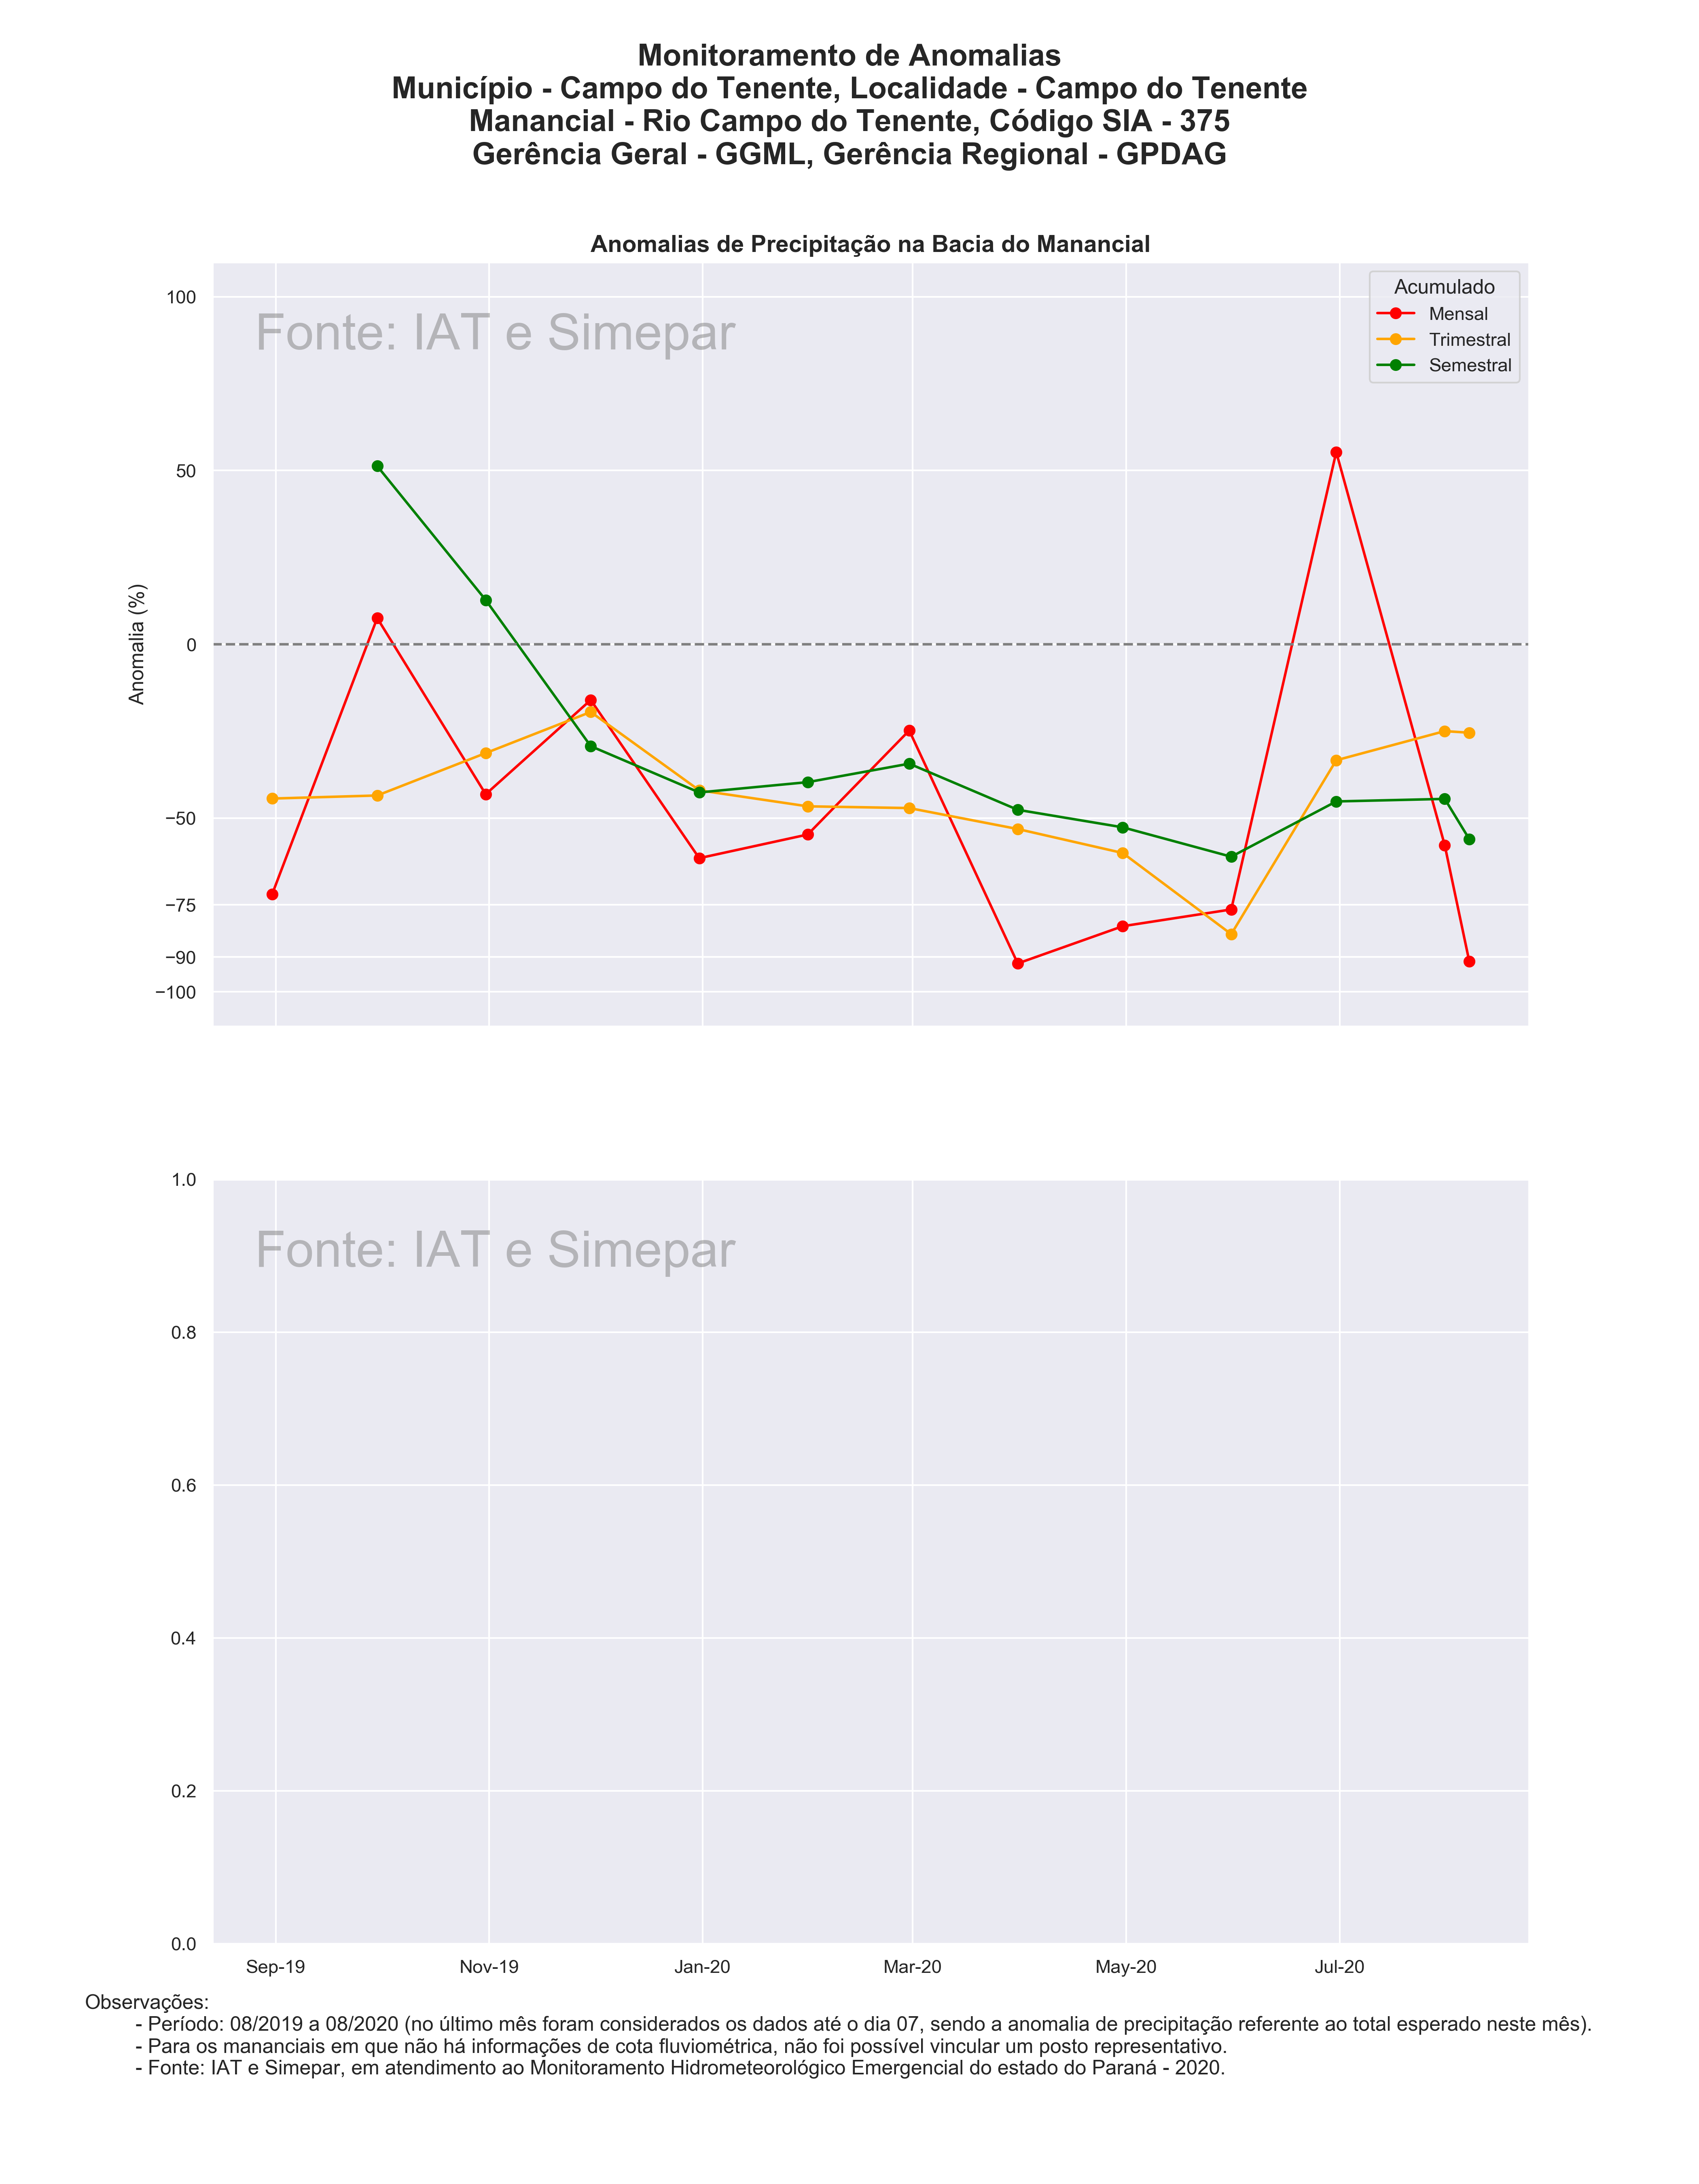 Monitoramento de Anomalias
Município - Campo do Tenente, Localidade - Campo do Tenente
Manancial - Rio Campo do Tenente, Código SIA - 375
Gerência Geral - GGML, Gerência Regional - GPDAG
Anomalias de Precipitação na Bacia do Manancial
Fonte: IAT e Simepar
Acumulado
Mensal
Trimestral
Semestral
Anomalia (%)
100
50
0
−50
−75
−90
−100
Fonte: IAT e Simepar
1.0
0.8
0.6
0.4
0.2
0.0
Sep-19 Nov-19 Jan-20 Mar-20 May-20 Jul-20
Observações:
- Período: 08/2019 a 08/2020 (no último mês foram considerados os dados até o dia 07, sendo a anomalia de precipitação referente ao total esperado neste mês).
- Para os mananciais em que não há informações de cota fluviométrica, não foi possível vincular um posto representativo.
- Fonte: IAT e Simepar, em atendimento ao Monitoramento Hidrometeorológico Emergencial do estado do Paraná - 2020.